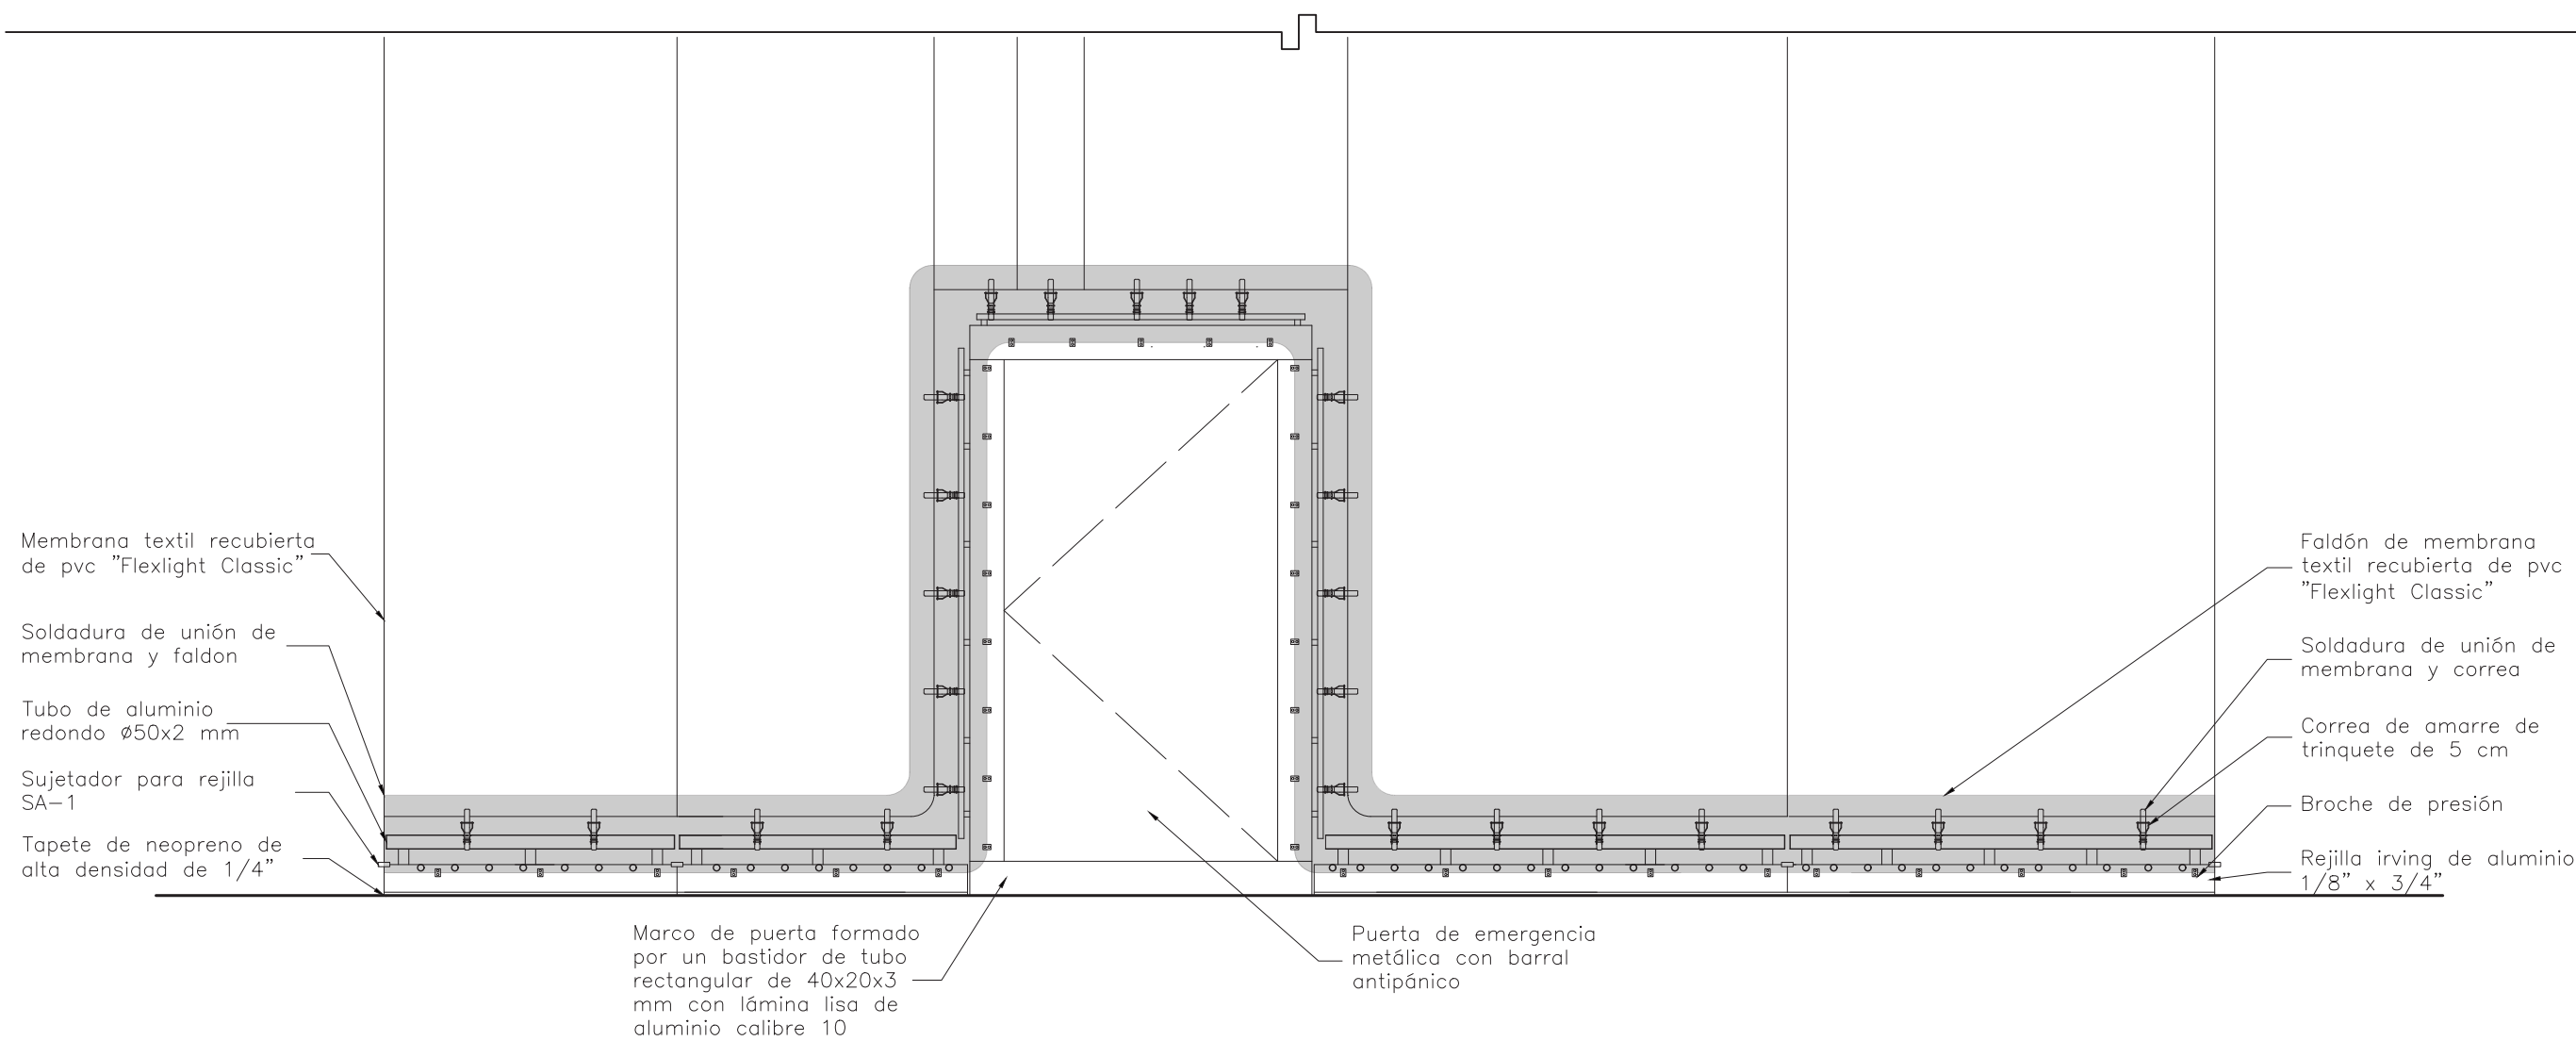 Membrana textil recubierta
de pvc "Flexlight Classic"
Soldadura de unión de
membrana y faldon
Tubo de aluminio
redondo Ø50x2 mm
Sujetador para rejilla
SA-1
Tapete de neopreno de
alta densidad de 1/4"
Marco de puerta formado
por un bastidor de tubo
rectangular de 40x20x3
mm con lámina lisa de
aluminio calibre 10
Puerta de emergencia
metálica con barral
antipánico
Faldón de membrana
textil recubierta de pvc
"Flexlight Classic"
Soldadura de unión de
membrana y correa
Correa de amarre de
trinquete de 5 cm
Broche de presión
Rejilla irving de aluminio
1/8" x 3/4"